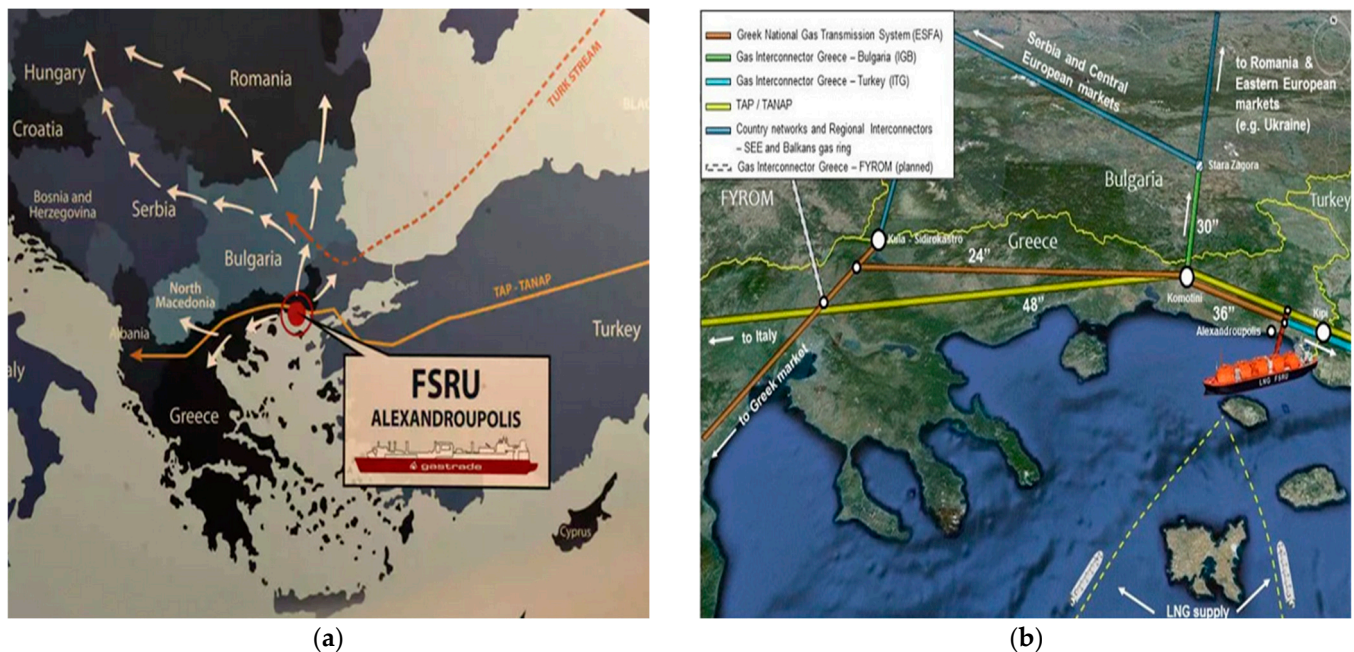 Hungary
Romania
Croatia
Bosnia and
Herzegovina
Serbia
Bulgaria
North
Macedonia
Albania
Greece
Turkey
Cyprus
TURK STREAM
BLAC
TAP - TANAP
aly
FSRU
ALEXANDROUPOLIS
gastrade
(a)
Greek National Gas Transmission System (ESFA)
Gas Interconnector Greece – Bulgaria (IGB)
Gas Interconnector Greece – Turkey (ITG)
TAP / TANAP
Country networks and Regional Interconnectors
– SEE and Balkans gas ring
Gas Interconnector Greece – FYROM (planned)
Serbia and Central
European markets
to Romania &
Eastern European
markets
(e.g. Ukraine)
Stara Zagora
Bulgaria
Turkey
FYROM
Kula - Sidirokastro
Greece
30”
24”
Komotini
48”
36”
Kipi
Alexandroupolis
to Italy
LNG FSRU
to Greek market
LNG supply
(b)